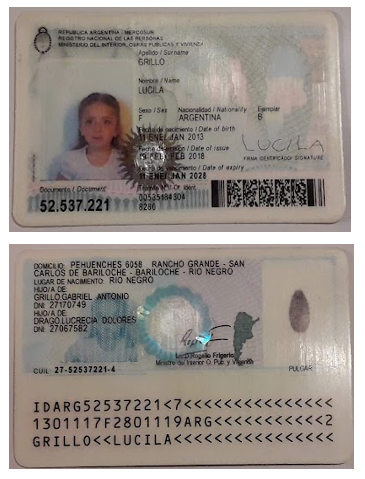 REPUBLICA ARGENTINA / MERCOSUR
REGISTRO NACIONAL DE LAS PERSONAS
MINISTERIO DEL INTERIOR, OBRAS PUBLICAS Y VIVIENDA
Apellido / Surname
GRILLO
Nombre / Name
LUCILA
Sexo / Sex Nacionalidad / Nationality Ejemplar
F ARGENTINA B
Fecha de nacimiento / Date of birth
11 ENE/ JAN 2013
Fecha de emisión / Date of issue
FEB/ FEB 2018
Fecha de vencimiento / Date of expiry
11 ENE/ JAN 2028
LUCILA
FIRMA IDENTIFICADO / SIGNATURE
Documento / Document
52.537.221
Trámite Nº / Of. Ident.
8286
DOMICILIO: PEHUENCHES 6058 RANCHO GRANDE - SAN
CARLOS DE BARILOCHE - BARILOCHE - RIO NEGRO
LUGAR DE NACIMIENTO: RIO NEGRO
HIJO/A DE:
GRILLO GABRIEL ANTONIO
DNI: 27170749
HIJO/A DE:
DRAGO LUCRECIA DOLORES
DNI: 27067582
Lic. Rogelio Frigerio
Ministro del Interior O. Púb. y Vivienda
CUIL: 27-52537221-4
PULGAR
IDARG52537221<7<<<<<<<<<<<<<<<
1301117F2801119ARG<<<<<<<<<<<2
GRILLO<<LUCILA<<<<<<<<<<<<<<<<